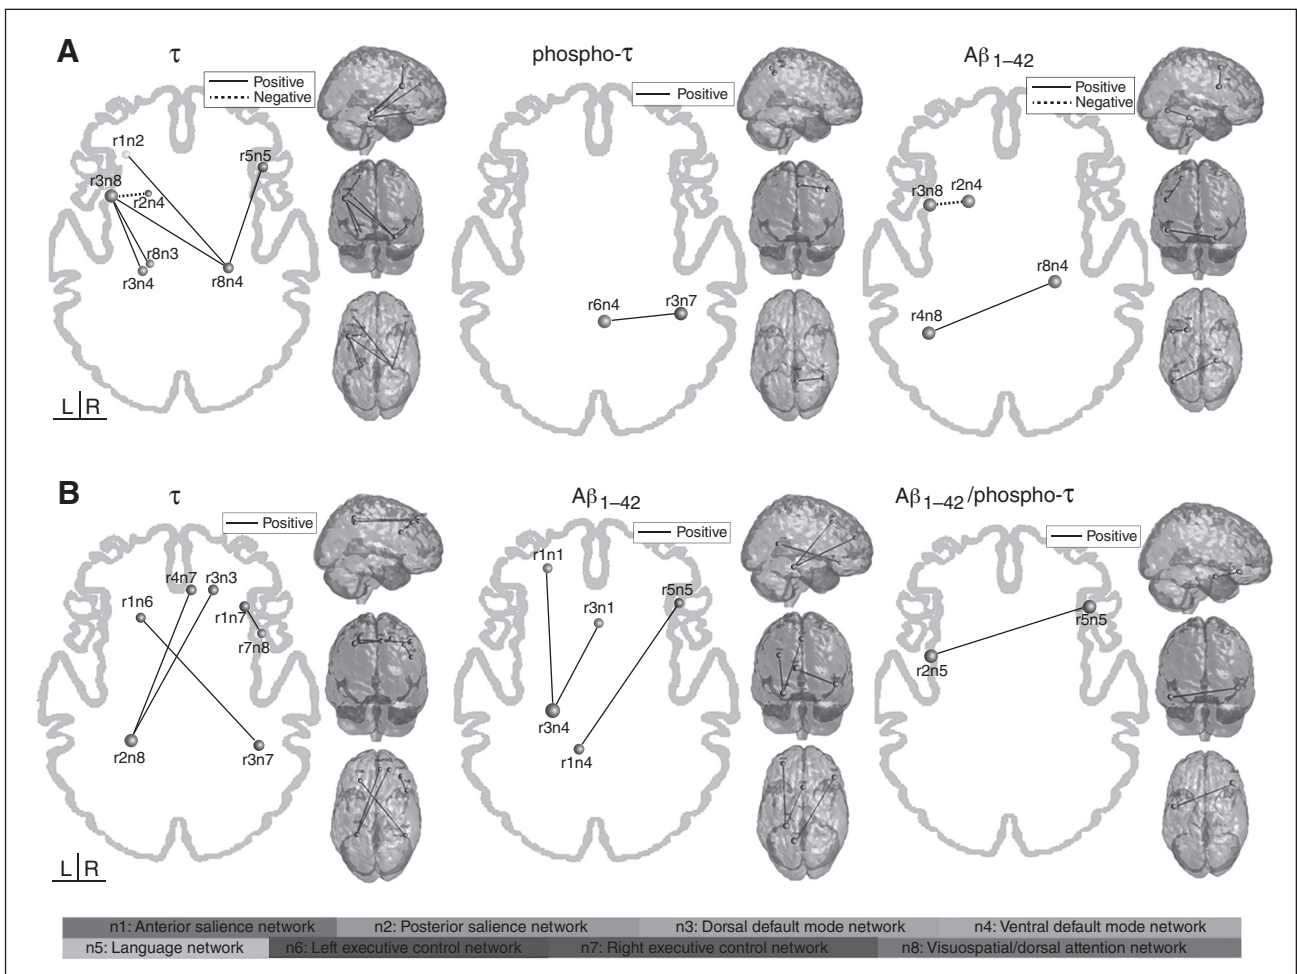 A
τ
Positive
Negative
r1n2
r5n5
r3n8
r2n4
r8n3
r3n4
r8n4
L R
phospho-τ
Positive
r6n4
r3n7
Aβ1–42
Positive
Negative
r3n8
r2n4
r8n4
r4n8
B
τ
Positive
r4n7 r3n3
r1n6
r1n7
r7n8
r2n8
r3n7
L R
Aβ1–42
Positive
r1n1
r5n5
r3n1
r3n4
r1n4
Aβ1–42/phospho-τ
Positive
r5n5
r2n5
n1: Anterior salience network n2: Posterior salience network n3: Dorsal default mode network n4: Ventral default mode network
n5: Language network n6: Left executive control network n7: Right executive control network n8: Visuospatial/dorsal attention network